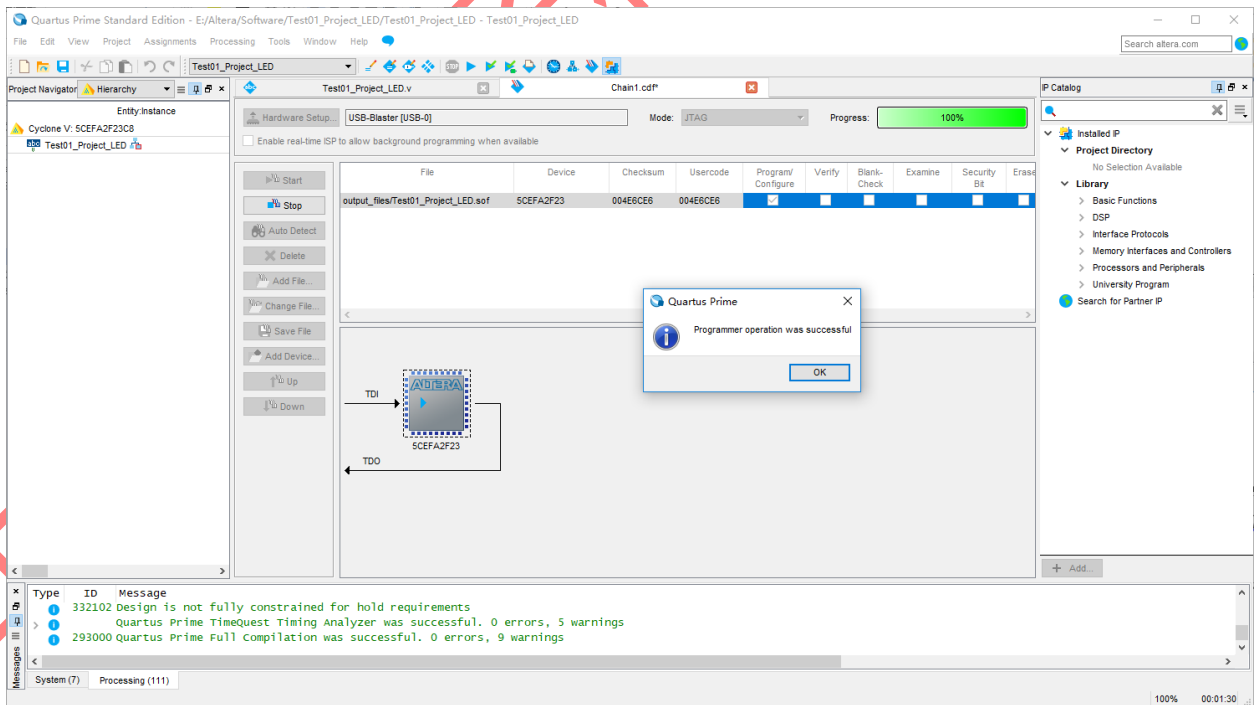 Quartus Prime Standard Edition - E:/Altera/Software/Test01_Project_LED/Test01_Project_LED - Test01_Project_LED
File Edit View Project Assignments Processing Tools Window Help
Search altera.com
Test01_Project_LED
Project Navigator Hierarchy
Entity:Instance
Cyclone V: 5CEFA2F23C8
Test01_Project_LED
Test01_Project_LED.v Chain1.cdf*
Hardware Setup... USB-Blaster [USB-0] Mode: JTAG Progress: 100%
Enable real-time ISP to allow background programming when available
Start
Stop
Auto Detect
Delete
Add File...
Change File...
Save File
Add Device...
Up
Down
File Device Checksum Usercode Program/ Verify Blank- Examine Security Erase
Configure Check Bit
output_files/Test01_Project_LED.sof 5CEFA2F23 004E6CE6 004E6CE6
Quartus Prime
Programmer operation was successful
OK
TDI
ALTERA
5CEFA2F23
TDO
IP Catalog
Installed IP
Project Directory
No Selection Available
Library
Basic Functions
DSP
Interface Protocols
Memory Interfaces and Controllers
Processors and Peripherals
University Program
Search for Partner IP
+ Add...
Messages
Type ID Message
332102 Design is not fully constrained for hold requirements
Quartus Prime TimeQuest Timing Analyzer was successful. 0 errors, 5 warnings
293000 Quartus Prime Full Compilation was successful. 0 errors, 9 warnings
System (7) Processing (111)
100% 00:01:30